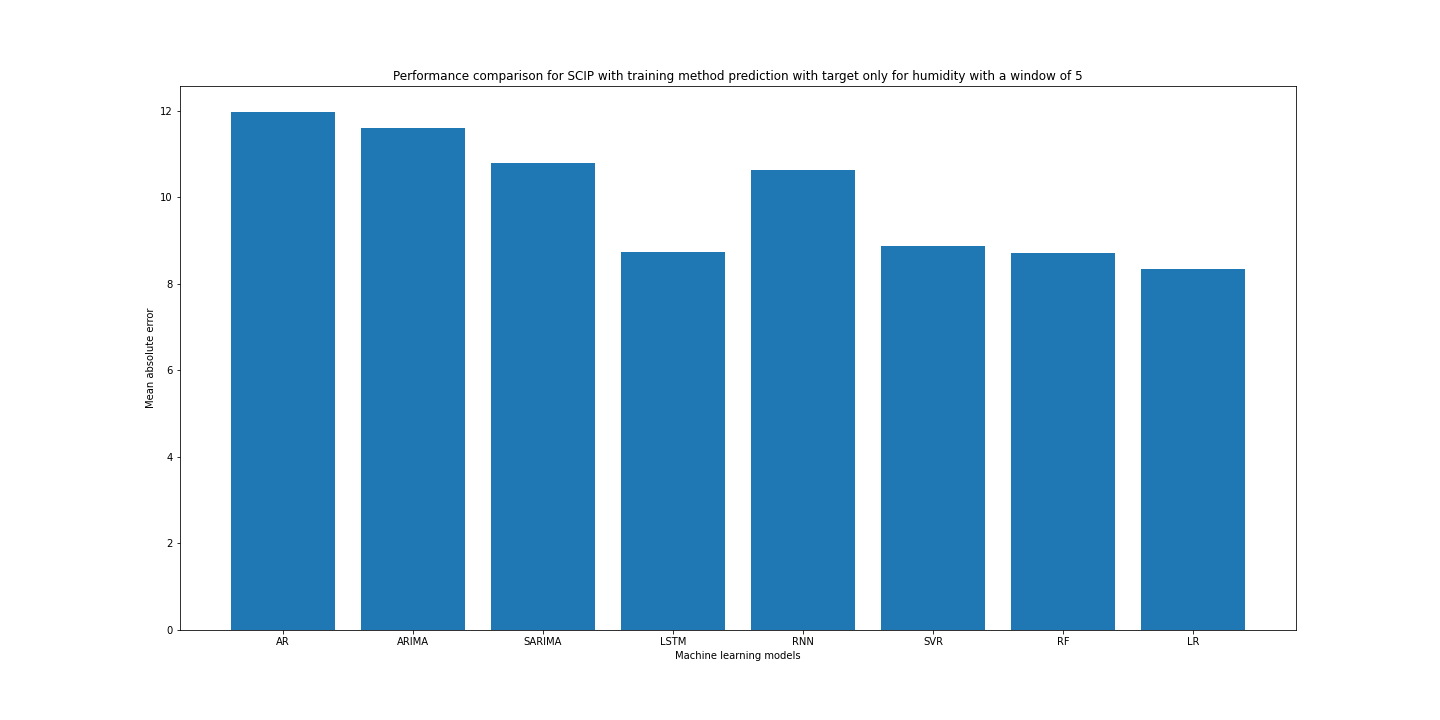 Performance comparison for SCIP with training method prediction with target only for humidity with a window of 5
12
10
8
6
4
2
0
Mean absolute error
AR ARIMA SARIMA LSTM RNN SVR RF LR
Machine learning models